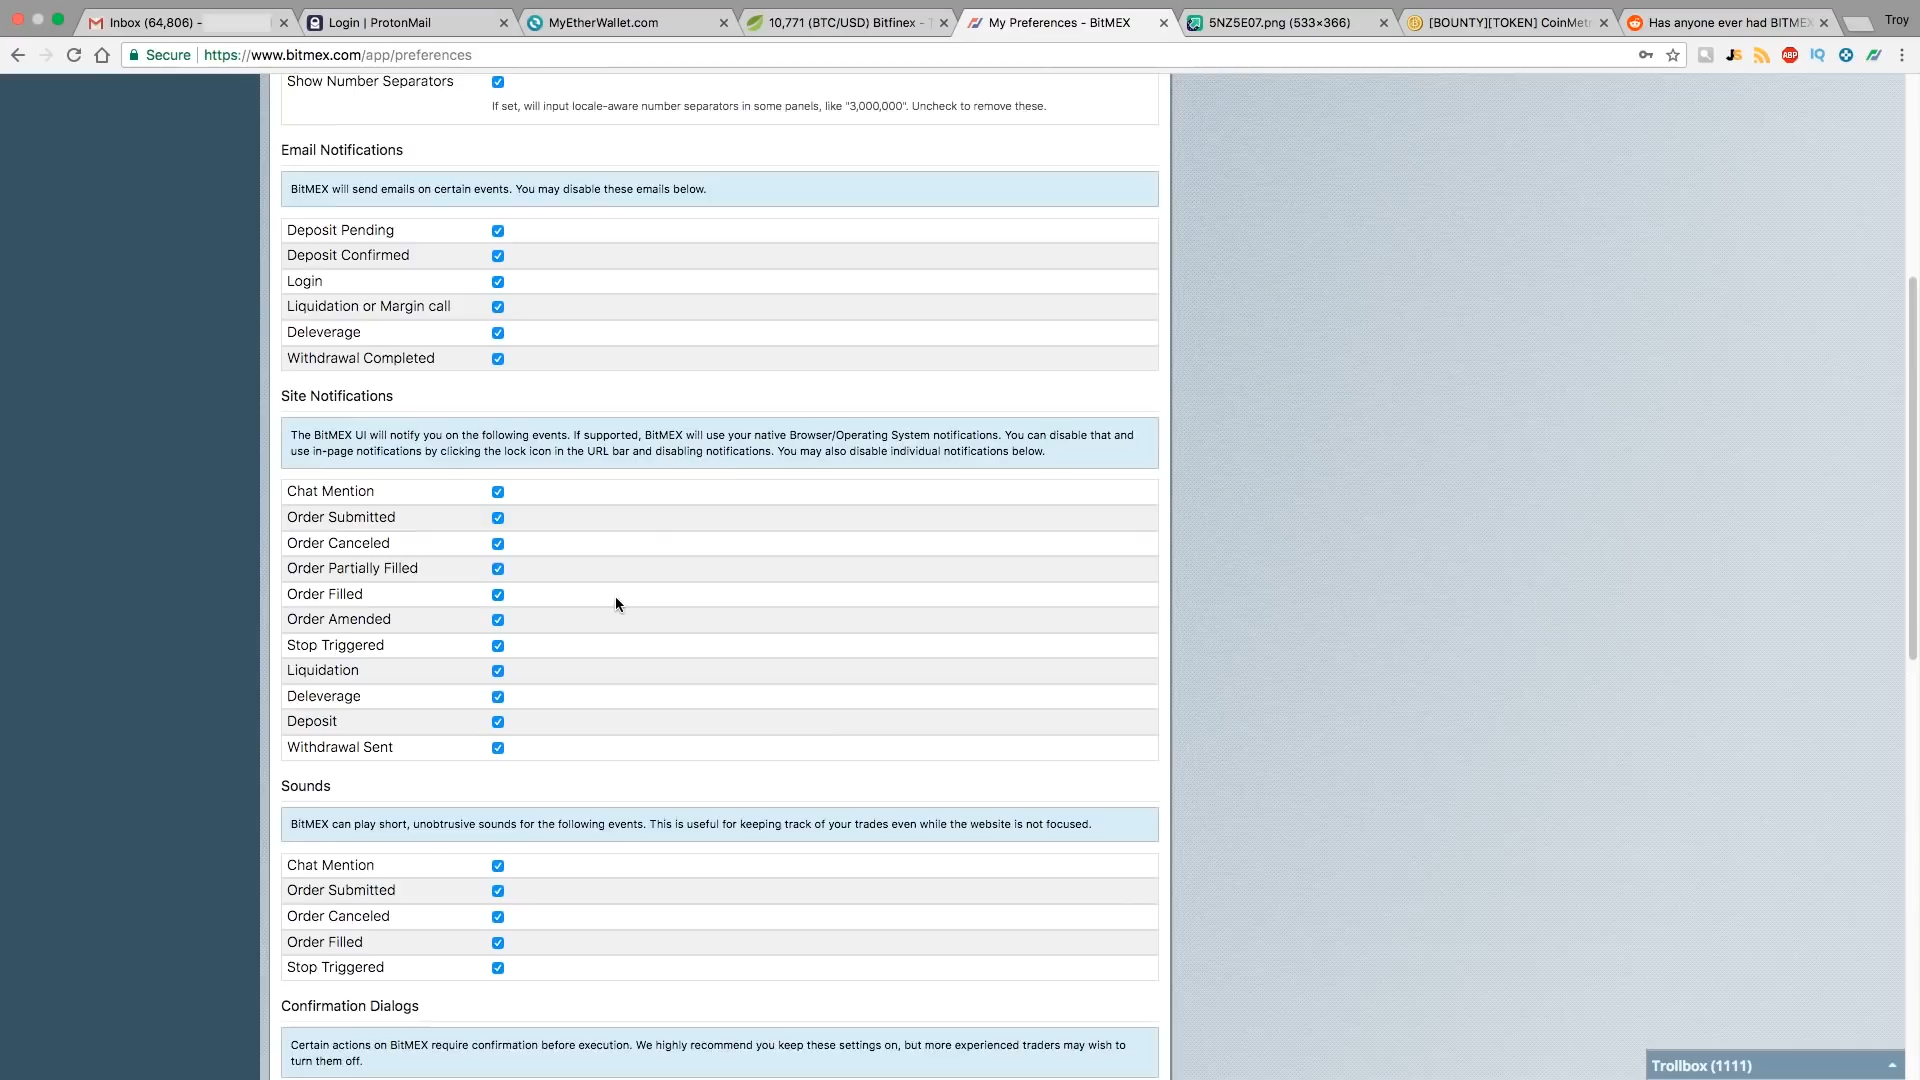 Inbox (64,806) -
Login | ProtonMail
MyEtherWallet.com
10,771 (BTC/USD) Bitfinex -
My Preferences - BitMEX
5NZ5E07.png (533×366)
[BOUNTY][TOKEN] CoinMet
Has anyone ever had BITMEX
Troy
Secure
https://www.bitmex.com/app/preferences
JS
ABP
IQ
Show Number Separators
If set, will input locale-aware number separators in some panels, like "3,000,000". Uncheck to remove these.
Email Notifications
BitMEX will send emails on certain events. You may disable these emails below.
Deposit Pending
Deposit Confirmed
Login
Liquidation or Margin call
Deleverage
Withdrawal Completed
Site Notifications
The BitMEX UI will notify you on the following events. If supported, BitMEX will use your native Browser/Operating System notifications. You can disable that and
use in-page notifications by clicking the lock icon in the URL bar and disabling notifications. You may also disable individual notifications below.
Chat Mention
Order Submitted
Order Canceled
Order Partially Filled
Order Filled
Order Amended
Stop Triggered
Liquidation
Deleverage
Deposit
Withdrawal Sent
Sounds
BitMEX can play short, unobtrusive sounds for the following events. This is useful for keeping track of your trades even while the website is not focused.
Chat Mention
Order Submitted
Order Canceled
Order Filled
Stop Triggered
Confirmation Dialogs
Certain actions on BitMEX require confirmation before execution. We highly recommend you keep these settings on, but more experienced traders may wish to
turn them off.
Trollbox (1111)